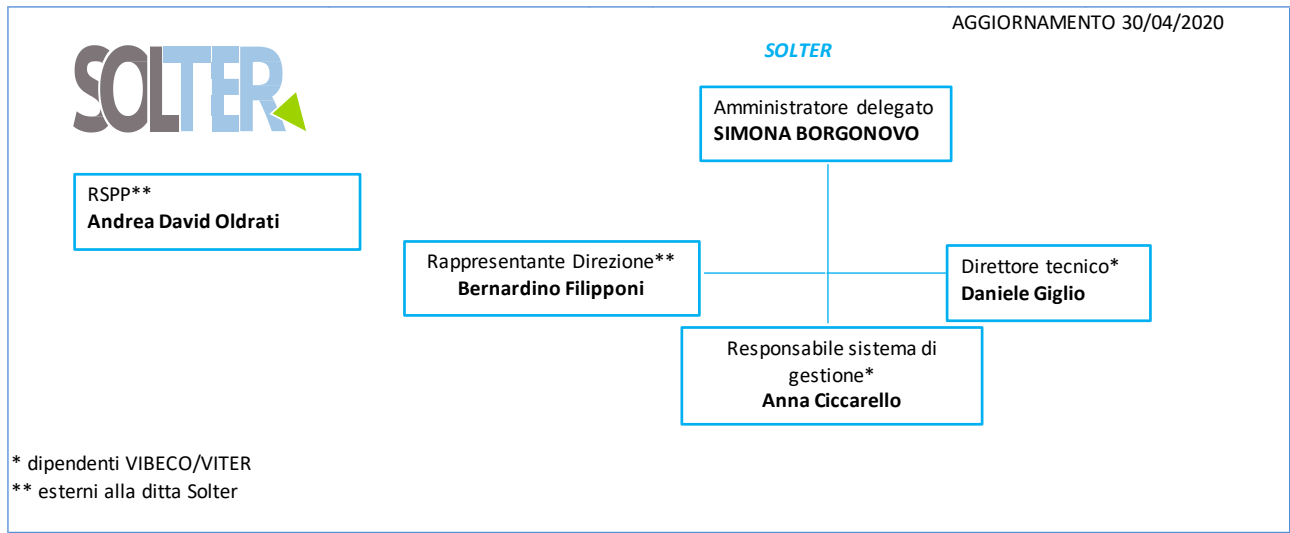 AGGIORNAMENTO 30/04/2020
SOLTER
SOLTER
Amministratore delegato
SIMONA BORGONOVO
RSPP**
Andrea David Oldrati
Rappresentante Direzione**
Bernardino Filipponi
Direttore tecnico*
Daniele Giglio
Responsabile sistema di
gestione*
Anna Ciccarello
* dipendenti VIBECO/VITER
** esterni alla ditta Solter